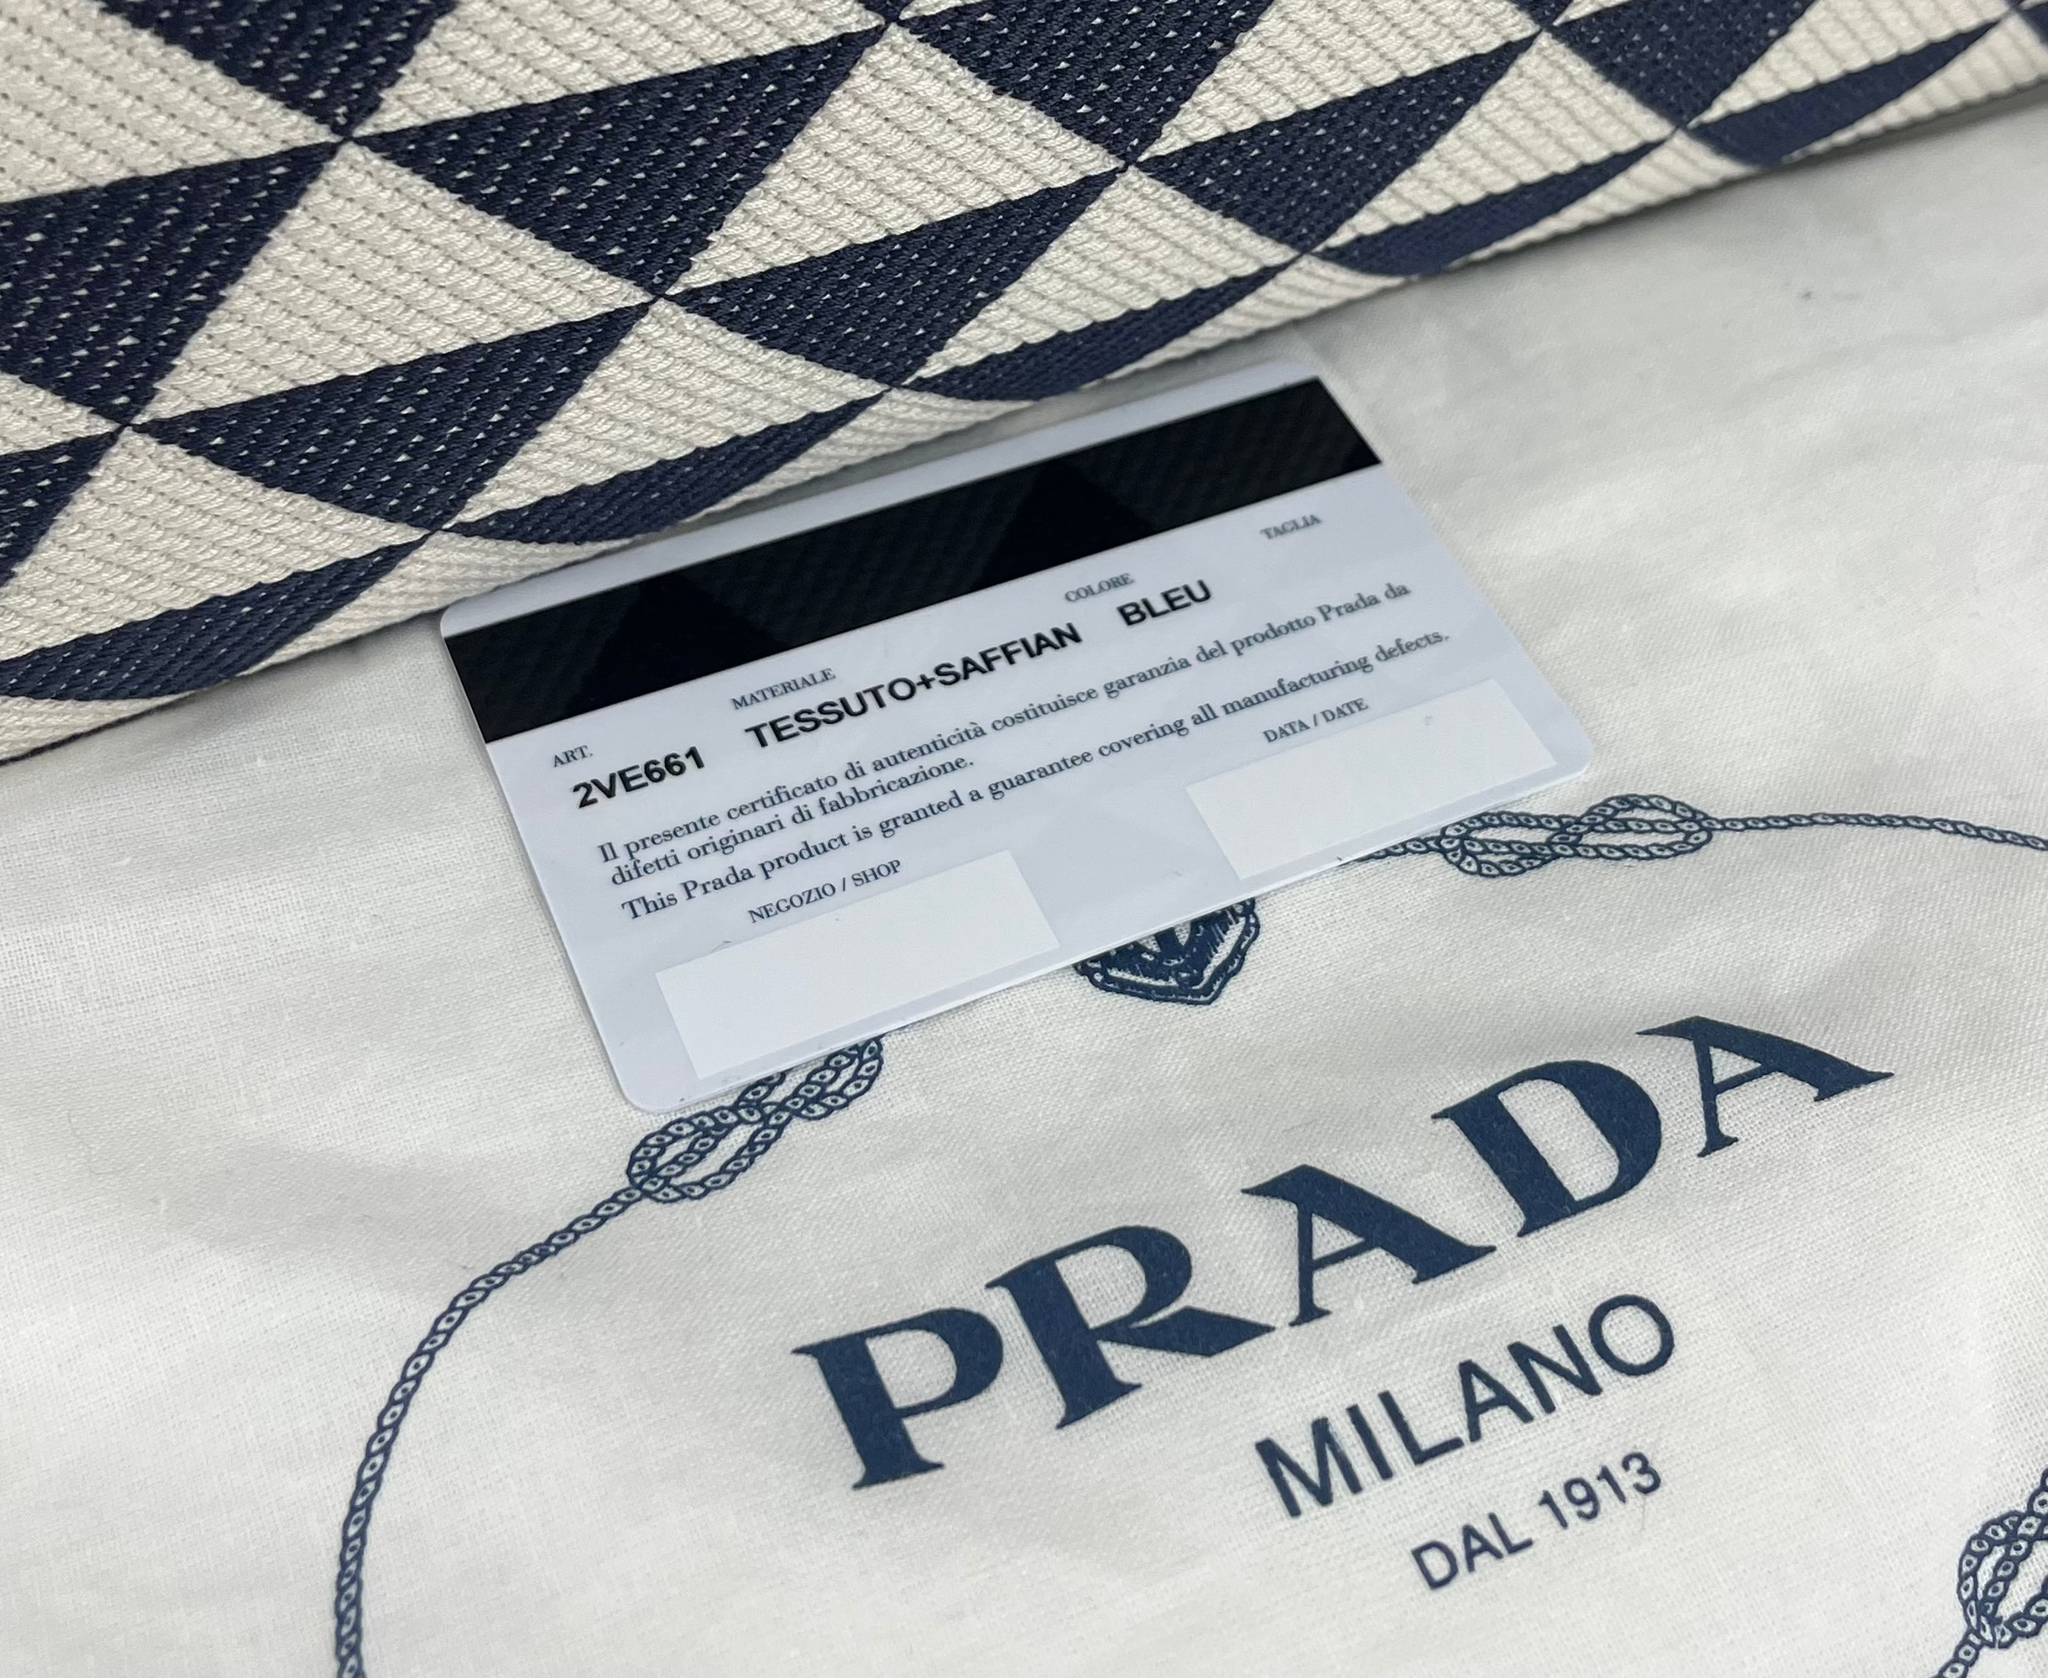 ART. MATERIALE COLORE TAGLIA
2VE661 TESSUTO+SAFFIAN BLEU
Il presente certificato di autenticità costituisce garanzia del prodotto Prada da
difetti originari di fabbricazione.
This Prada product is granted a guarantee covering all manufacturing defects.
NEGOZIO / SHOP DATA / DATE
PRADA
MILANO
DAL 1913